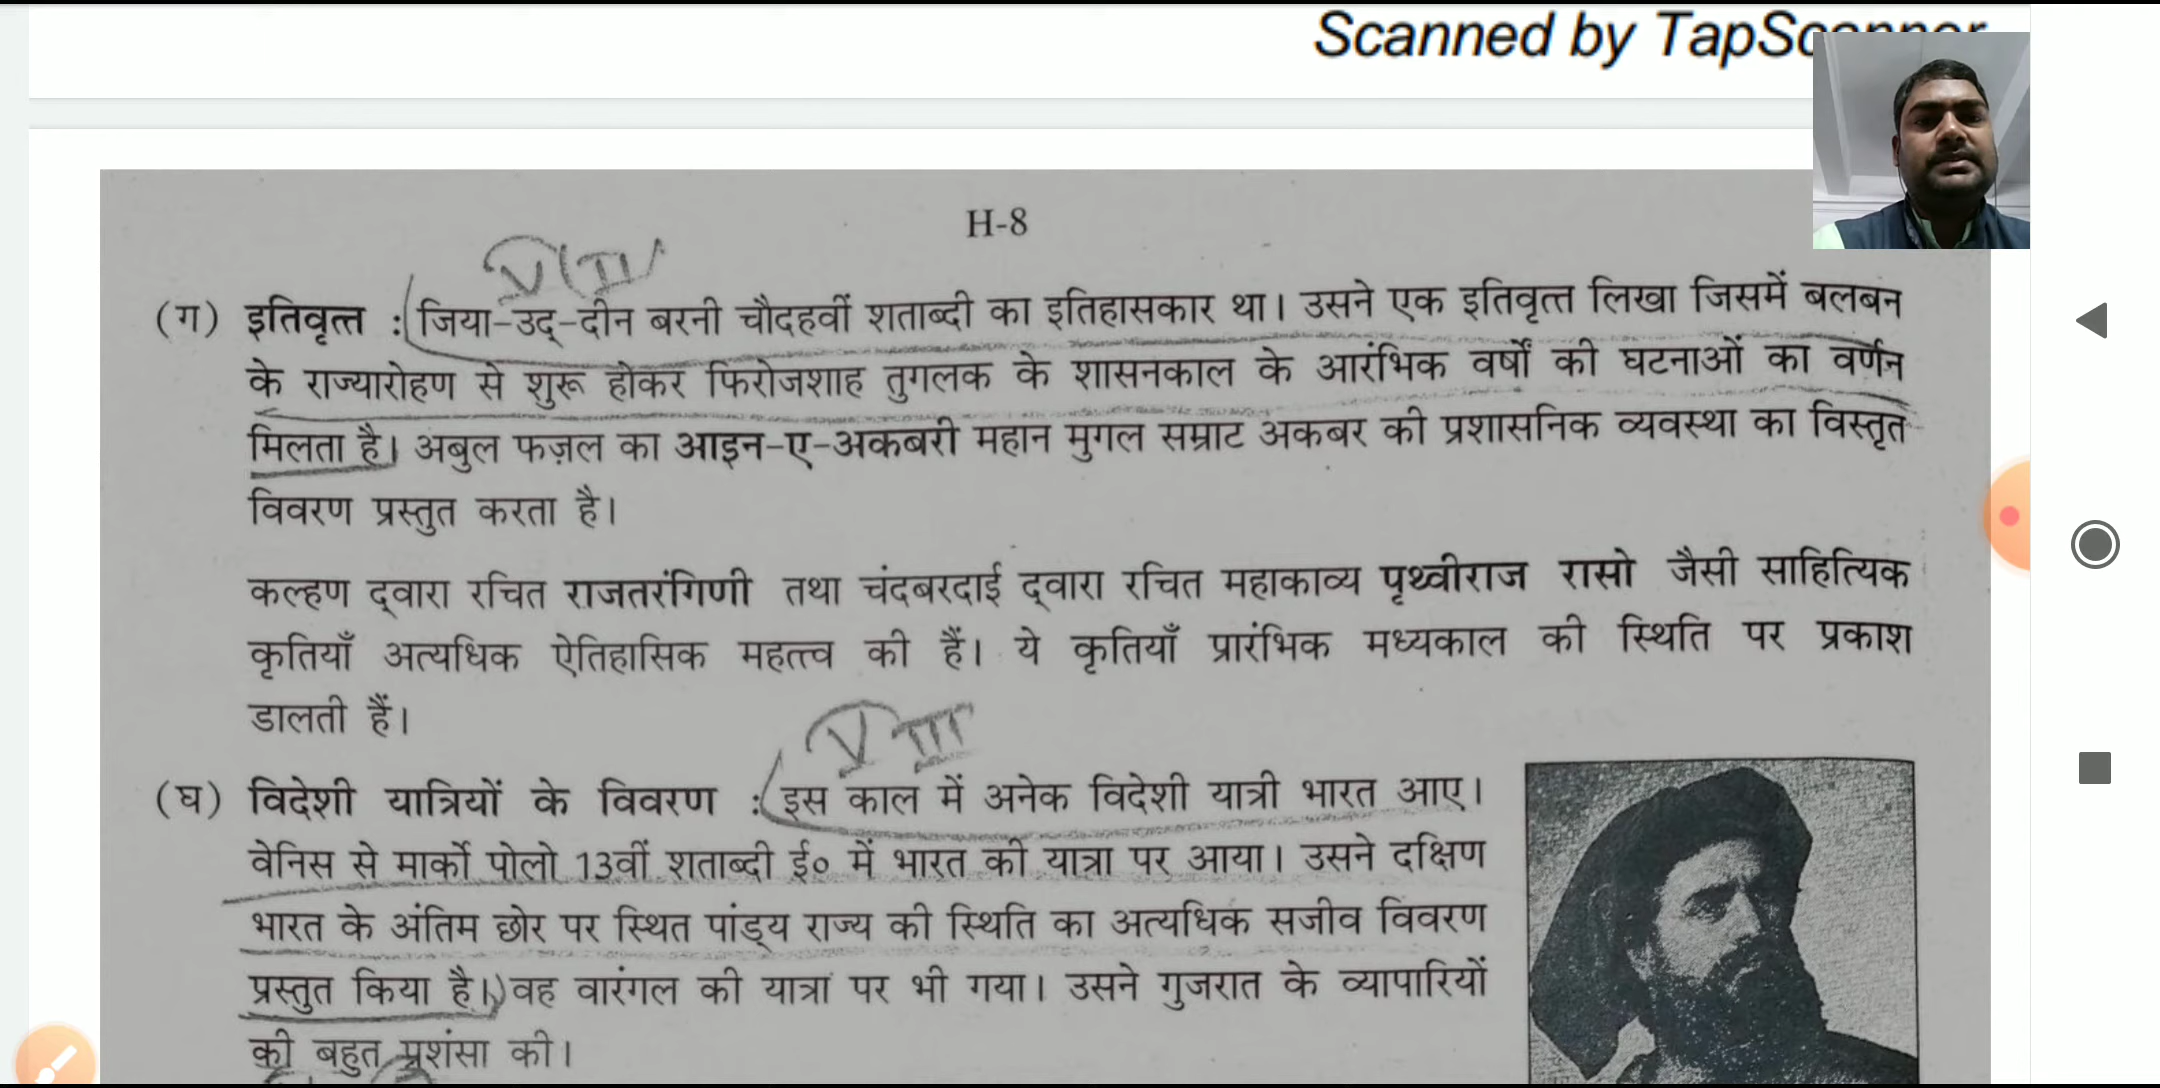 Scanned by TapSc
H-8
V(II)
(ग) इतिवृत्त : जिया-उद्-दीन बरनी चौदहवीं शताब्दी का इतिहासकार था। उसने एक इतिवृत्त लिखा जिसमें बलबन
के राज्यारोहण से शुरू होकर फिरोजशाह तुगलक के शासनकाल के आरंभिक वर्षों की घटनाओं का वर्णन
मिलता है। अबुल फज़ल का आइन-ए-अकबरी महान मुगल सम्राट अकबर की प्रशासनिक व्यवस्था का विस्तृत
विवरण प्रस्तुत करता है।
कल्हण द्वारा रचित राजतरंगिणी तथा चंदबरदाई द्वारा रचित महाकाव्य पृथ्वीराज रासो जैसी साहित्यिक
कृतियाँ अत्यधिक ऐतिहासिक महत्त्व की हैं। ये कृतियाँ प्रारंभिक मध्यकाल की स्थिति पर प्रकाश
डालती हैं।
V III
(घ) विदेशी यात्रियों के विवरण : इस काल में अनेक विदेशी यात्री भारत आए।
वेनिस से मार्को पोलो 13वीं शताब्दी ई० में भारत की यात्रा पर आया। उसने दक्षिण
भारत के अंतिम छोर पर स्थित पांड्य राज्य की स्थिति का अत्यधिक सजीव विवरण
प्रस्तुत किया है। वह वारंगल की यात्रा पर भी गया। उसने गुजरात के व्यापारियों
की बहुत प्रशंसा की।